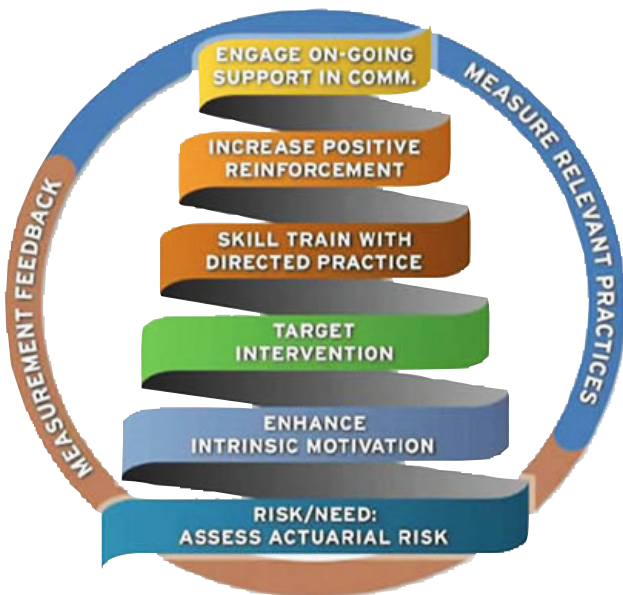 ENGAGE ON-GOING
SUPPORT IN COMM.
INCREASE POSITIVE
REINFORCEMENT
SKILL TRAIN WITH
DIRECTED PRACTICE
TARGET
INTERVENTION
ENHANCE
INTRINSIC MOTIVATION
RISK/NEED:
ASSESS ACTUARIAL RISK
MEASUREMENT FEEDBACK
MEASURE RELEVANT PRACTICES